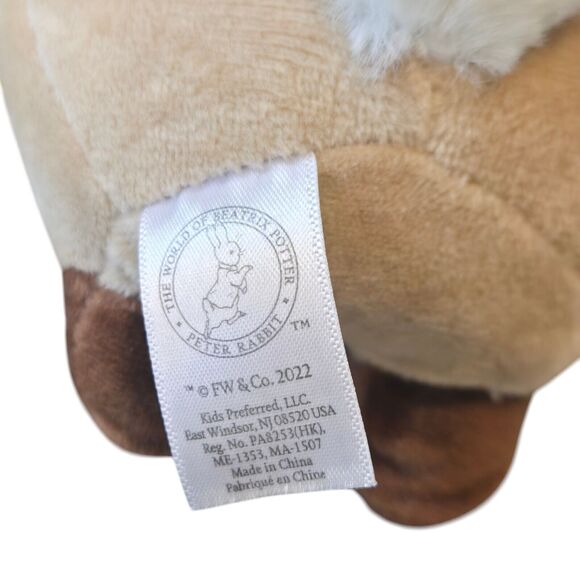 THE WORLD OF BEATRIX POTTER
• PETER RABBIT •
TM
™ © FW & Co. 2022
Kids Preferred, LLC.
East Windsor, NJ 08520 USA
Reg. No. PA8253(HK),
ME-1353, MA-1507
Made in China
Fabriqué en Chine